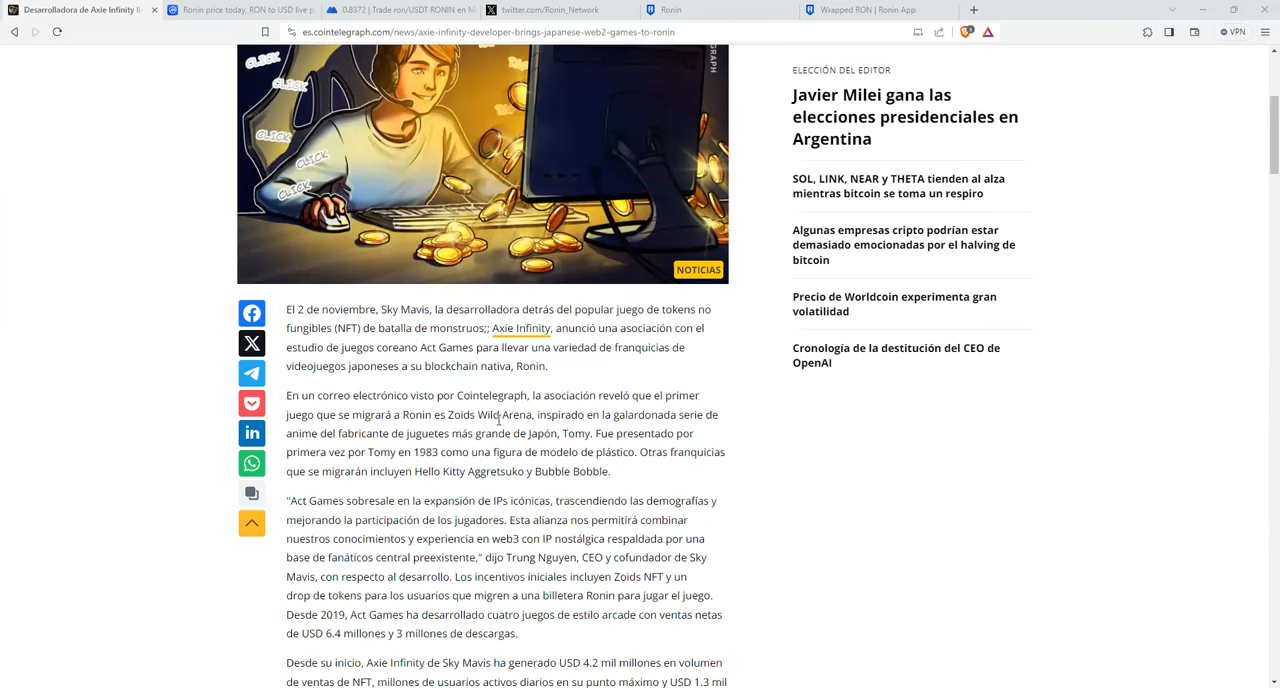 Desarrolladora de Axie Infinity ll
Ronin price today, RON to USD live p
0.8372 | Trade ron/USDT RONIN en M
twitter.com/Ronin_Network
Ronin
Wrapped RON | Ronin App
es.cointelegraph.com/news/axie-infinity-developer-brings-japanese-web2-games-to-ronin
VPN
CLICK
CLICK
CLICK
CLICK
CLICK
GRAPH
NOTICIAS
El 2 de noviembre, Sky Mavis, la desarrolladora detrás del popular juego de tokens no
fungibles (NFT) de batalla de monstruos;; Axie Infinity, anunció una asociación con el
estudio de juegos coreano Act Games para llevar una variedad de franquicias de
videojuegos japoneses a su blockchain nativa, Ronin.
En un correo electrónico visto por Cointelegraph, la asociación reveló que el primer
juego que se migrará a Ronin es Zoids Wild Arena, inspirado en la galardonada serie de
anime del fabricante de juguetes más grande de Japón, Tomy. Fue presentado por
primera vez por Tomy en 1983 como una figura de modelo de plástico. Otras franquicias
que se migrarán incluyen Hello Kitty Aggretsuko y Bubble Bobble.
"Act Games sobresale en la expansión de IPs icónicas, trascendiendo las demografías y
mejorando la participación de los jugadores. Esta alianza nos permitirá combinar
nuestros conocimientos y experiencia en web3 con IP nostálgica respaldada por una
base de fanáticos central preexistente," dijo Trung Nguyen, CEO y cofundador de Sky
Mavis, con respecto al desarrollo. Los incentivos iniciales incluyen Zoids NFT y un
drop de tokens para los usuarios que migren a una billetera Ronin para jugar el juego.
Desde 2019, Act Games ha desarrollado cuatro juegos de estilo arcade con ventas netas
de USD 6.4 millones y 3 millones de descargas.
Desde su inicio, Axie Infinity de Sky Mavis ha generado USD 4.2 mil millones en volumen
de ventas de NFT, millones de usuarios activos diarios en su punto máximo y USD 1.3 mil
ELECCIÓN DEL EDITOR
Javier Milei gana las
elecciones presidenciales en
Argentina
SOL, LINK, NEAR y THETA tienden al alza
mientras bitcoin se toma un respiro
Algunas empresas cripto podrían estar
demasiado emocionadas por el halving de
bitcoin
Precio de Worldcoin experimenta gran
volatilidad
Cronología de la destitución del CEO de
OpenAI